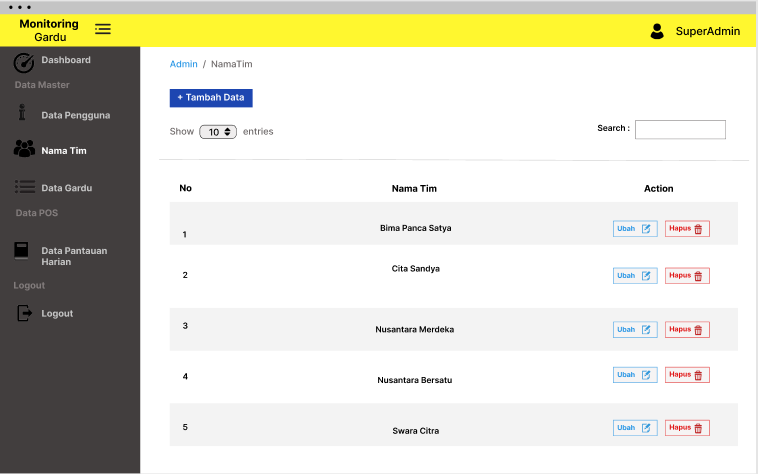 Monitoring
Gardu
SuperAdmin
Dashboard
Data Master
Data Pengguna
Nama Tim
Data Gardu
Data POS
Data Pantauan
Harian
Logout
Logout
Admin / NamaTim
+ Tambah Data
Show 10 entries
Search :
No Nama Tim Action
1 Bima Panca Satya Ubah Hapus
2 Cita Sandya Ubah Hapus
3 Nusantara Merdeka Ubah Hapus
4 Nusantara Bersatu Ubah Hapus
5 Swara Citra Ubah Hapus